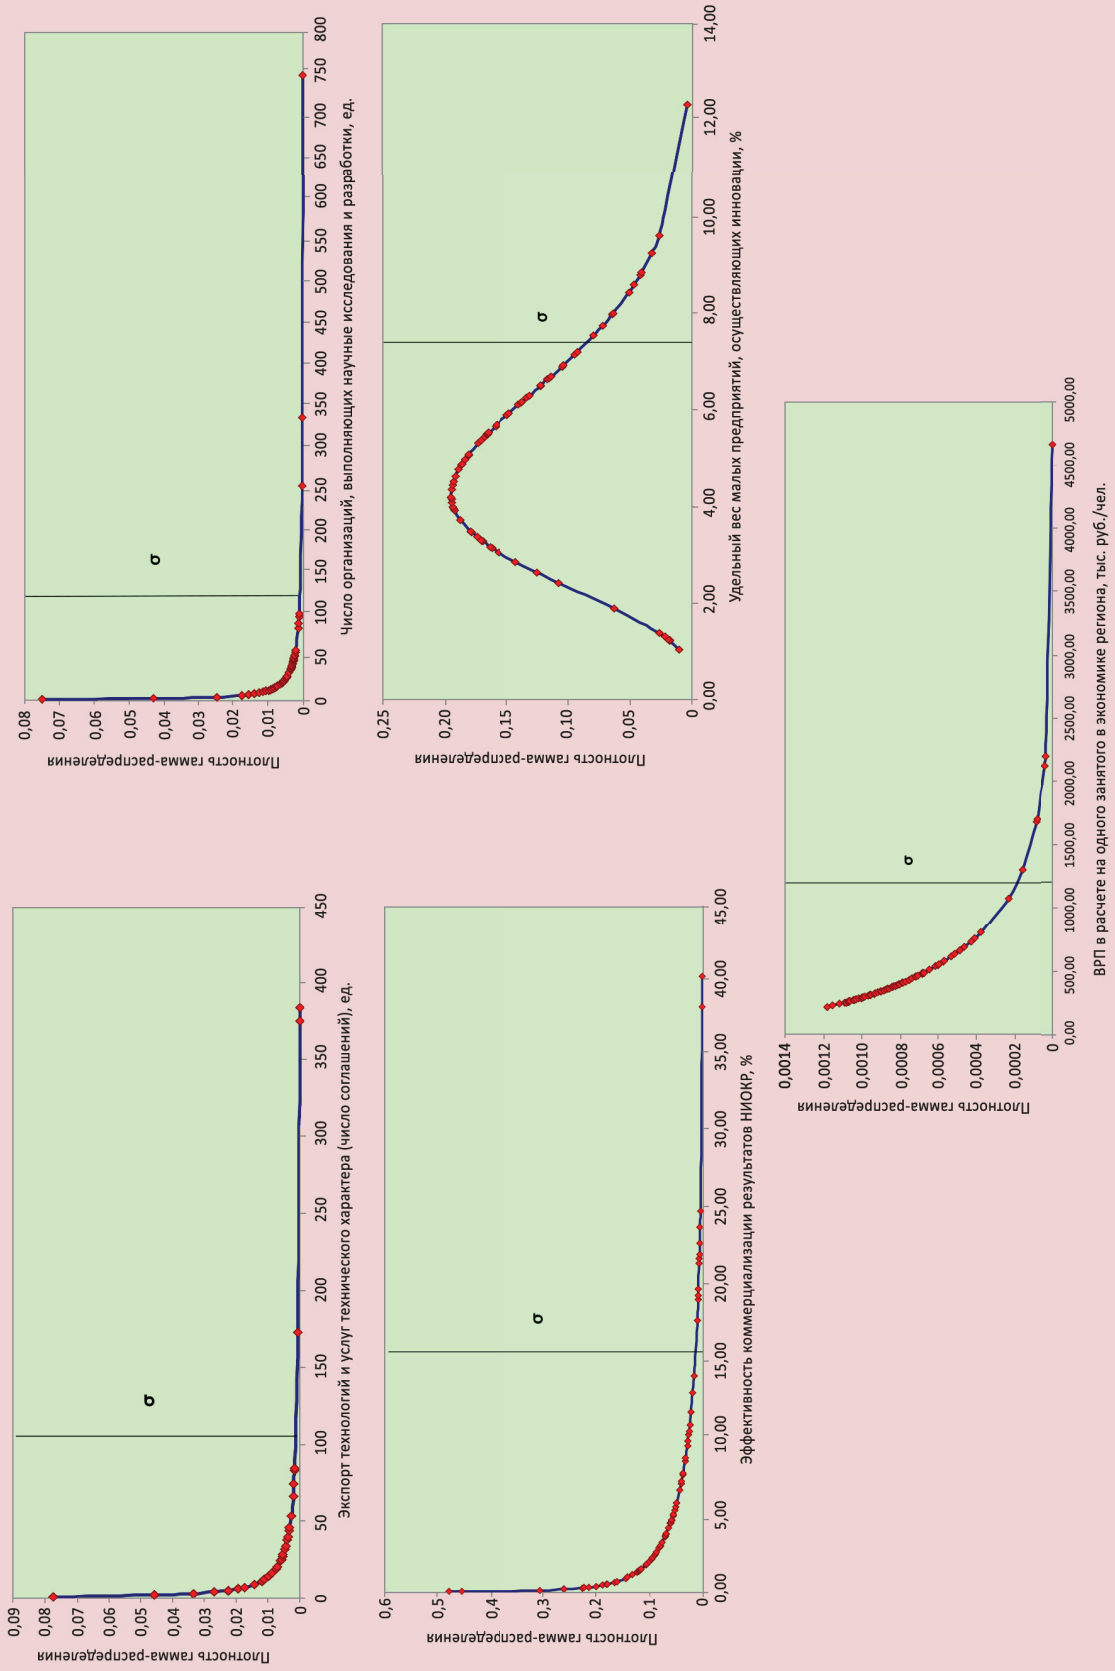 Плотность гамма-распределения
0,09
0,08
0,07
0,06
0,05
0,04
0,03
0,02
0,01
0
σ
0 50 100 150 200 250 300 350 400 450
Экспорт технологий и услуг технического характера (число соглашений), ед.
Плотность гамма-распределения
0,08
0,07
0,06
0,05
0,04
0,03
0,02
0,01
0
σ
0 50 100 150 200 250 300 350 400 450 500 550 600 650 700 750 800
Число организаций, выполняющих научные исследования и разработки, ед.
Плотность гамма-распределения
0,6
0,5
0,4
0,3
0,2
0,1
0
σ
0,00 5,00 10,00 15,00 20,00 25,00 30,00 35,00 40,00 45,00
Эффективность коммерциализации результатов НИОКР, %
Плотность гамма-распределения
0,25
0,20
0,15
0,10
0,05
0
σ
0,00 2,00 4,00 6,00 8,00 10,00 12,00 14,00
Удельный вес малых предприятий, осуществляющих инновации, %
Плотность гамма-распределения
0,0014
0,0012
0,0010
0,0008
0,0006
0,0004
0,0002
0
σ
0,00 500,00 1000,00 1500,00 2000,00 2500,00 3000,00 3500,00 4000,00 4500,00 5000,00
ВРП в расчете на одного занятого в экономике региона, тыс. руб./чел.